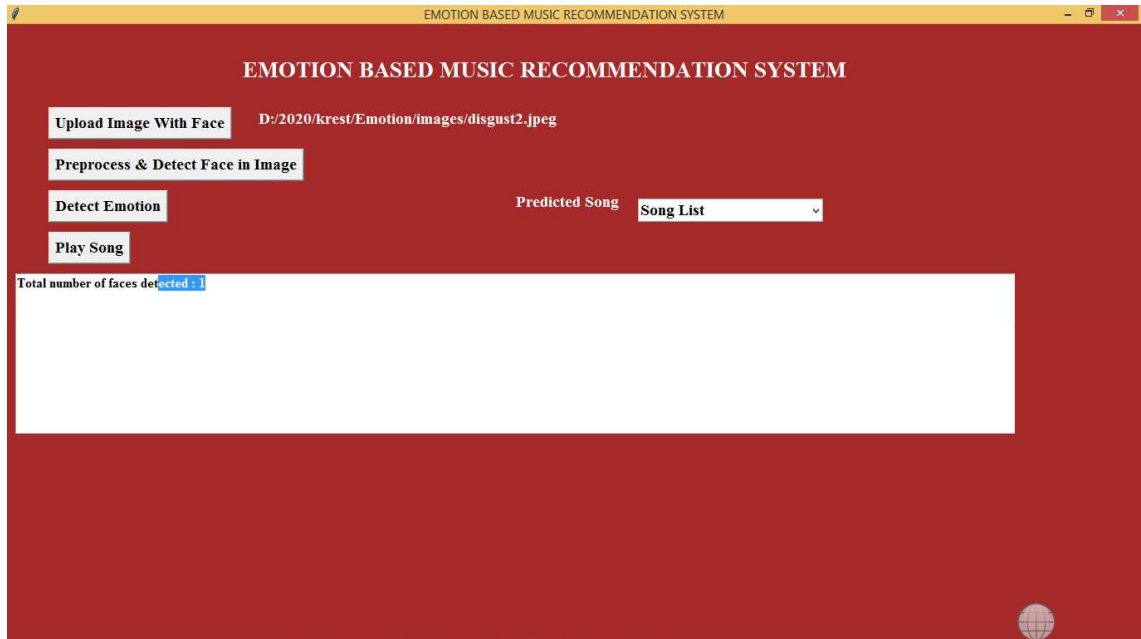 EMOTION BASED MUSIC RECOMMENDATION SYSTEM
EMOTION BASED MUSIC RECOMMENDATION SYSTEM
Upload Image With Face D:/2020/krest/Emotion/images/disgust2.jpeg
Preprocess & Detect Face in Image
Detect Emotion Predicted Song Song List
Play Song
Total number of faces detected : 1